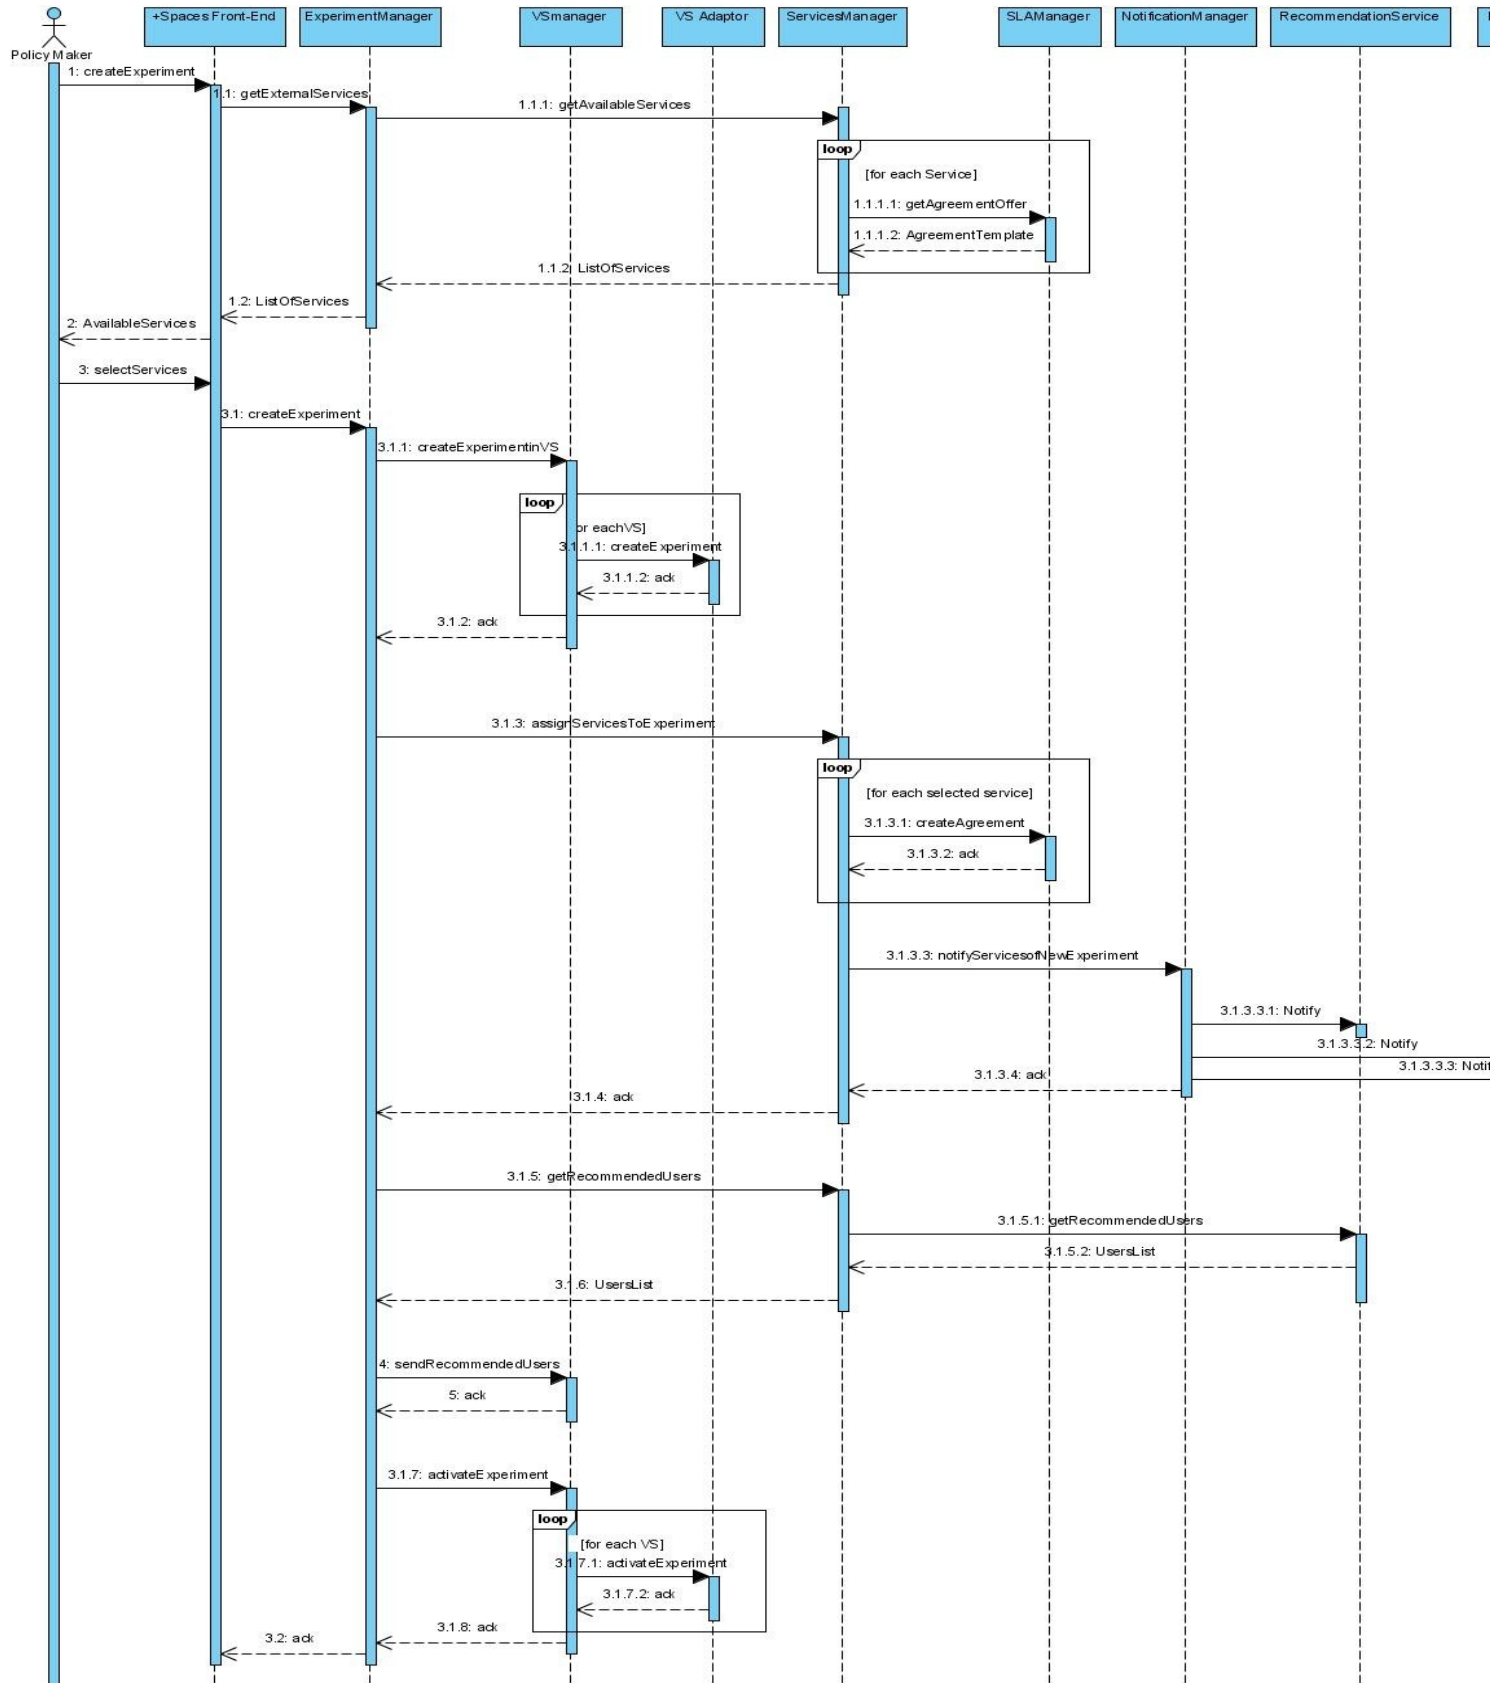 +Spaces Front-End
ExperimentManager
VSmanager
VS Adaptor
ServicesManager
SLAManager
NotificationManager
RecommendationService
Policy Maker
1: createExperiment
1.1: getExternalServices
1.1.1: getAvailableServices
loop
[for each Service]
1.1.1.1: getAgreementOffer
1.1.1.2: AgreementTemplate
1.1.2: ListOfServices
1.2: ListOfServices
2: AvailableServices
3: selectServices
3.1: createExperiment
3.1.1: createExperimentinVS
loop
or eachVS]
3.1.1.1: createExperiment
3.1.1.2: ack
3.1.2: ack
3.1.3: assignServicesToExperiment
loop
[for each selected service]
3.1.3.1: createAgreement
3.1.3.2: ack
3.1.3.3: notifyServicesofNewExperiment
3.1.3.3.1: Notify
3.1.3.3.2: Notify
3.1.3.3.3: Notif
3.1.3.4: ack
3.1.4: ack
3.1.5: getRecommendedUsers
3.1.5.1: getRecommendedUsers
3.1.5.2: UsersList
3.1.6: UsersList
4: sendRecommendedUsers
5: ack
3.1.7: activateExperiment
loop
[for each VS]
3.1.7.1: activateExperiment
3.1.7.2: ack
3.1.8: ack
3.2: ack